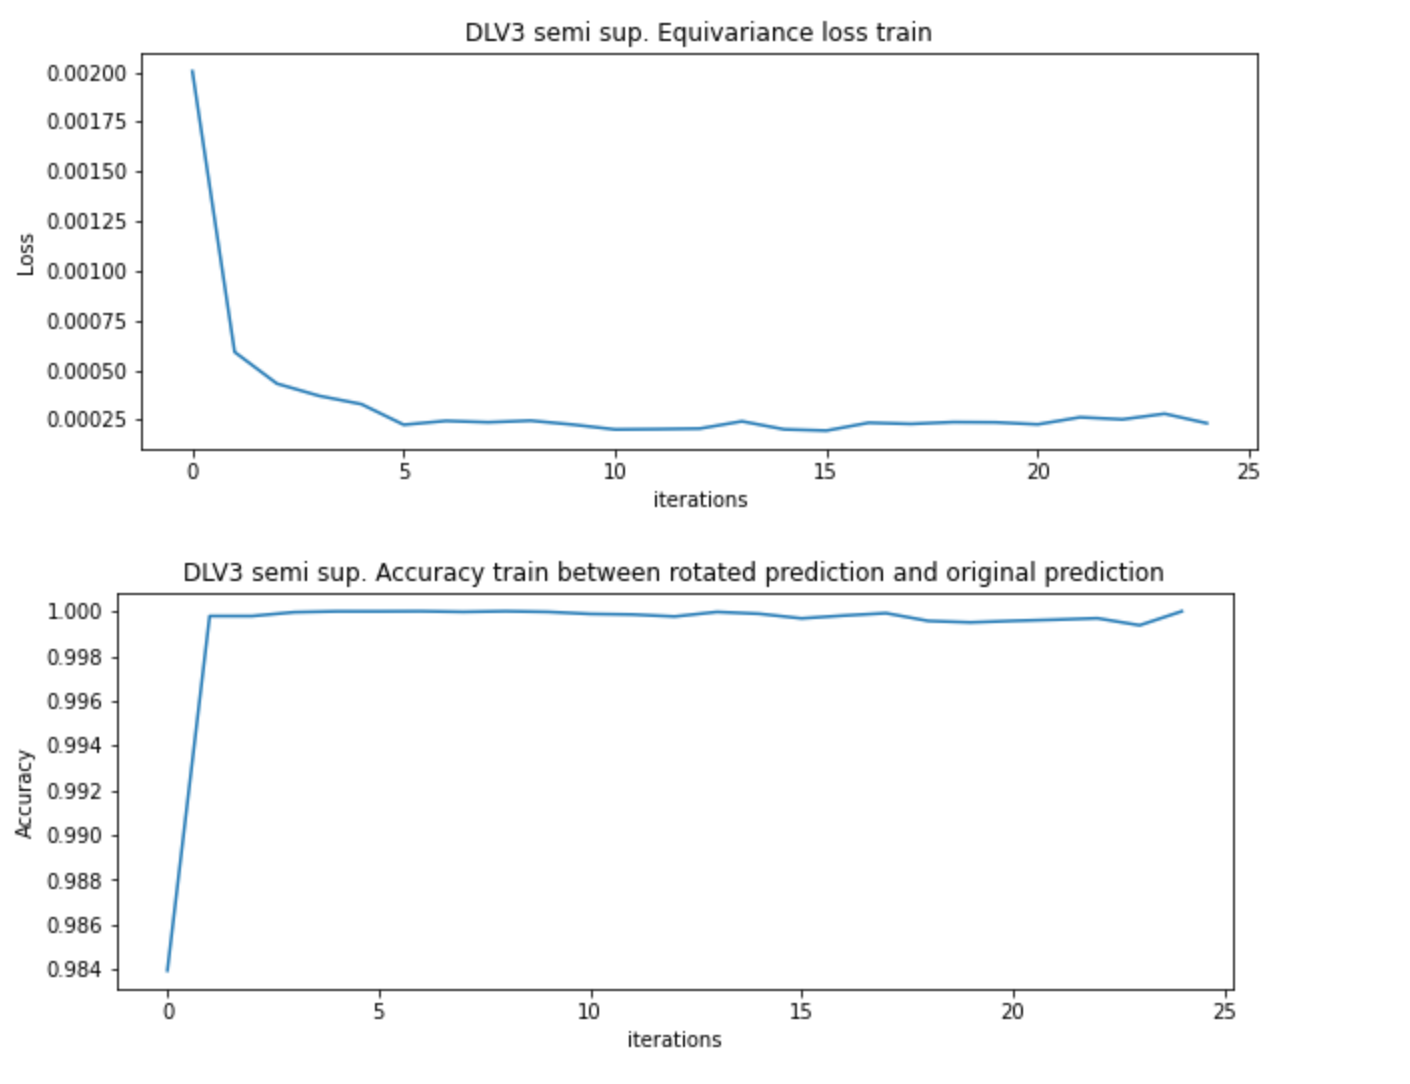 DLV3 semi sup. Equivariance loss train
0.00200
0.00175
0.00150
0.00125
0.00100
0.00075
0.00050
0.00025
Loss
0 5 10 15 20 25
iterations
DLV3 semi sup. Accuracy train between rotated prediction and original prediction
1.000
0.998
0.996
0.994
0.992
0.990
0.988
0.986
0.984
Accuracy
0 5 10 15 20 25
iterations